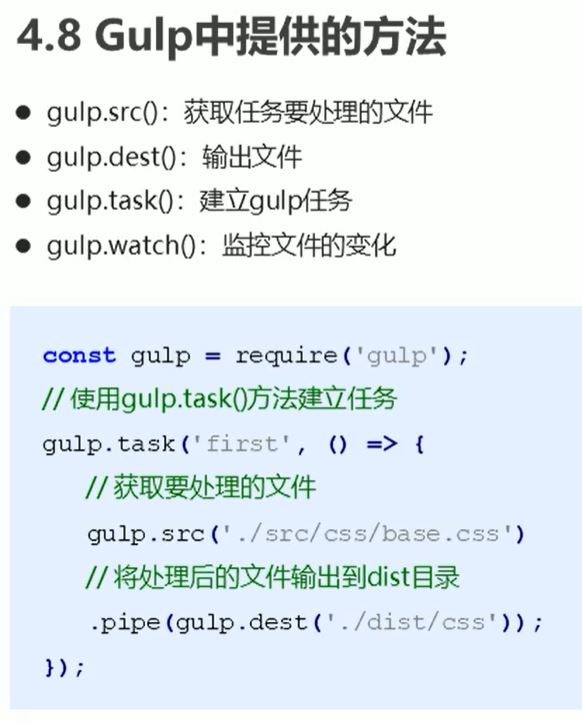 4.8 Gulp中提供的方法
● gulp.src()：获取任务要处理的文件
● gulp.dest()：输出文件
● gulp.task()：建立gulp任务
● gulp.watch()：监控文件的变化
const gulp = require('gulp');
// 使用gulp.task()方法建立任务
gulp.task('first', () => {
// 获取要处理的文件
gulp.src('./src/css/base.css')
// 将处理后的文件输出到dist目录
.pipe(gulp.dest('./dist/css'));
});